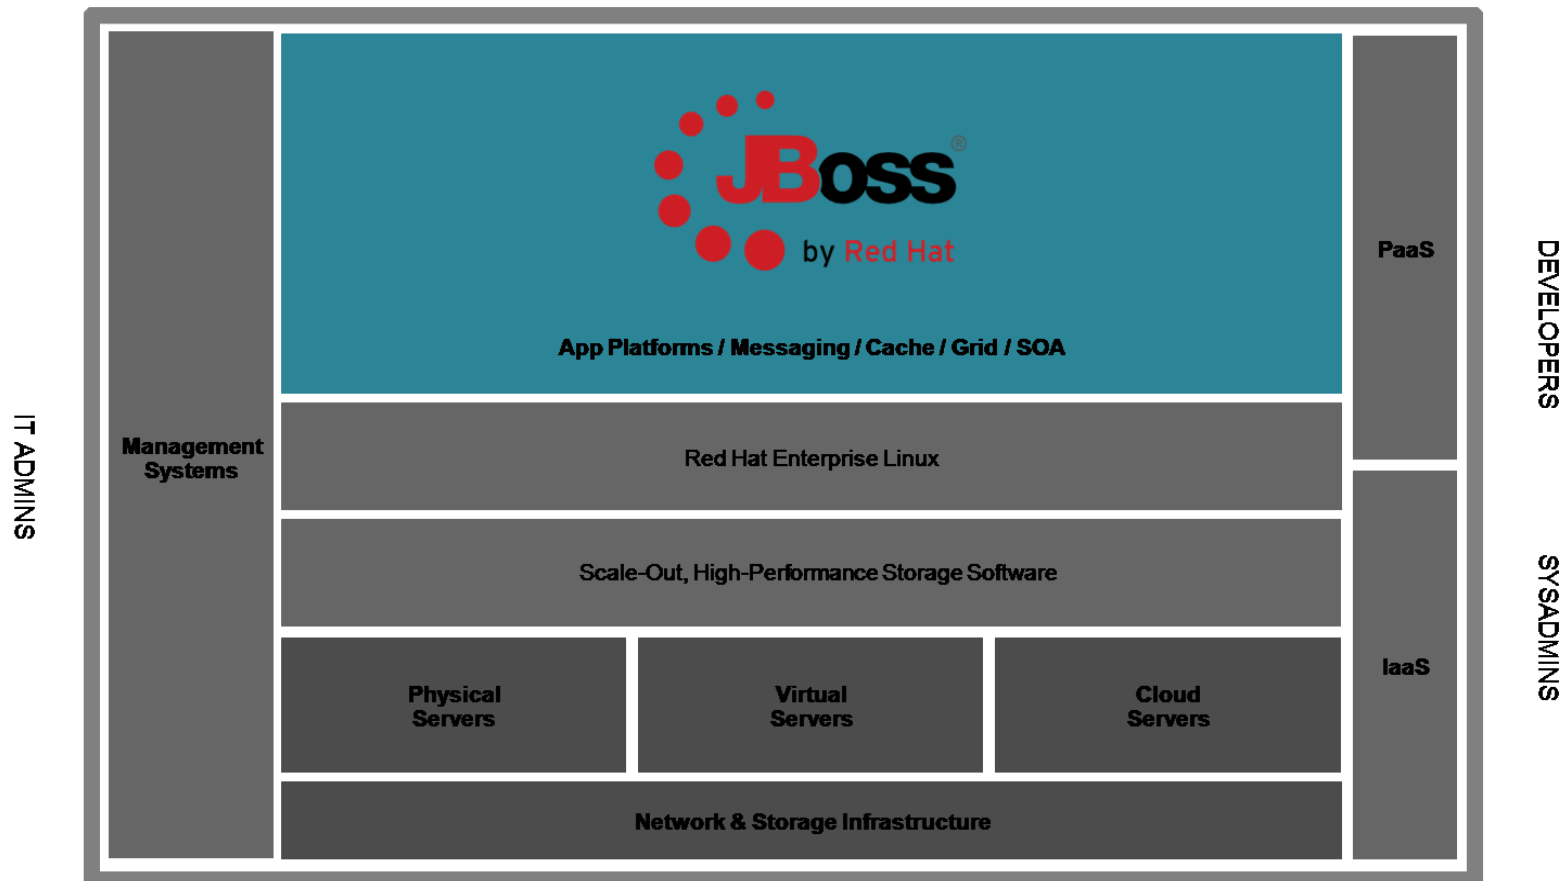 IT ADMINS
Management
Systems
JBoss®
by Red Hat
App Platforms / Messaging / Cache / Grid / SOA
Red Hat Enterprise Linux
Scale-Out, High-Performance Storage Software
Physical
Servers
Virtual
Servers
Cloud
Servers
Network & Storage Infrastructure
PaaS
IaaS
DEVELOPERS
SYSADMINS